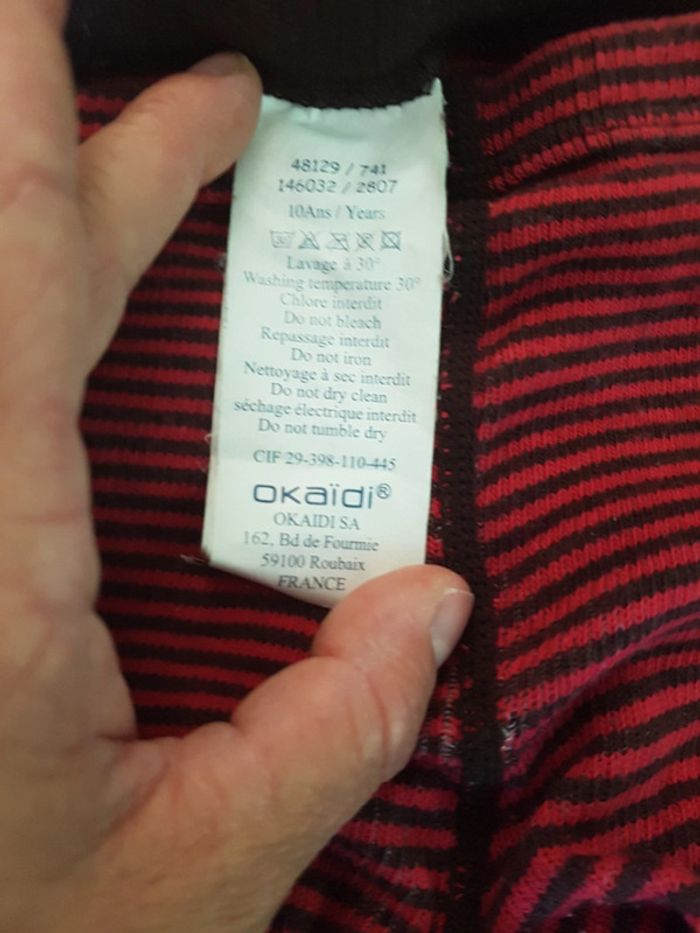 48129 / 741
146032 / 2807
10Ans / Years
Lavage à 30°
Washing temperature 30°
Chlore interdit
Do not bleach
Repassage interdit
Do not iron
Nettoyage à sec interdit
Do not dry clean
séchage électrique interdit
Do not tumble dry
CIF 29-398-110-445
okaïdi®
OKAIDI SA
162, Bd de Fourmie
59100 Roubaix
FRANCE